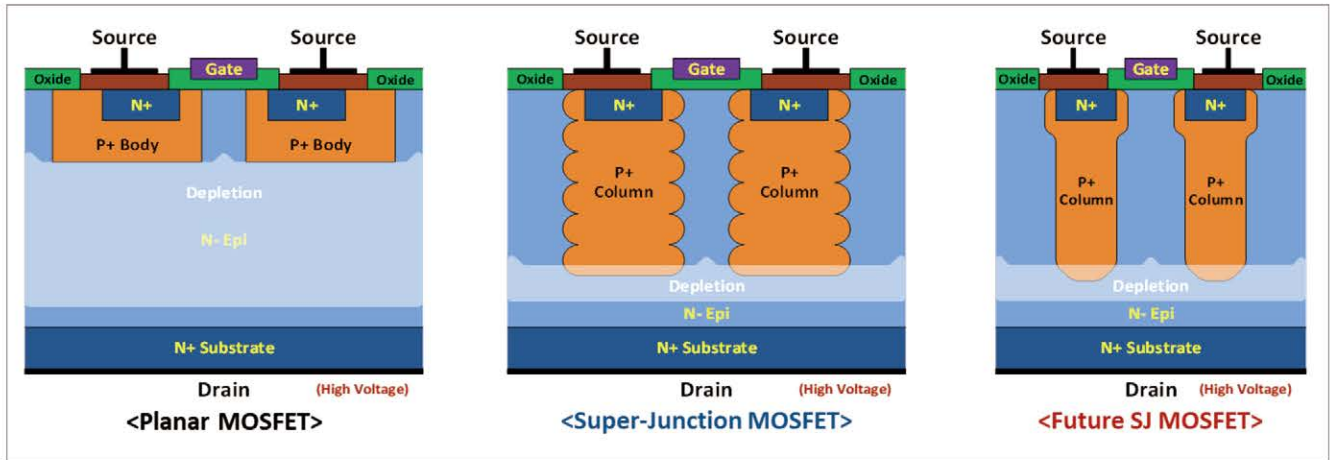 Source Source
Oxide Gate Oxide
N+ N+
P+ Body P+ Body
Depletion
N- Epi
N+ Substrate
Drain (High Voltage)
<Planar MOSFET>
Source Source
Oxide Gate Oxide
N+ N+
P+ P+
Column Column
Depletion
N- Epi
N+ Substrate
Drain (High Voltage)
<Super-Junction MOSFET>
Source Source
Oxide Gate Oxide
N+ N+
P+ P+
Column Column
Depletion
N- Epi
N+ Substrate
Drain (High Voltage)
<Future SJ MOSFET>